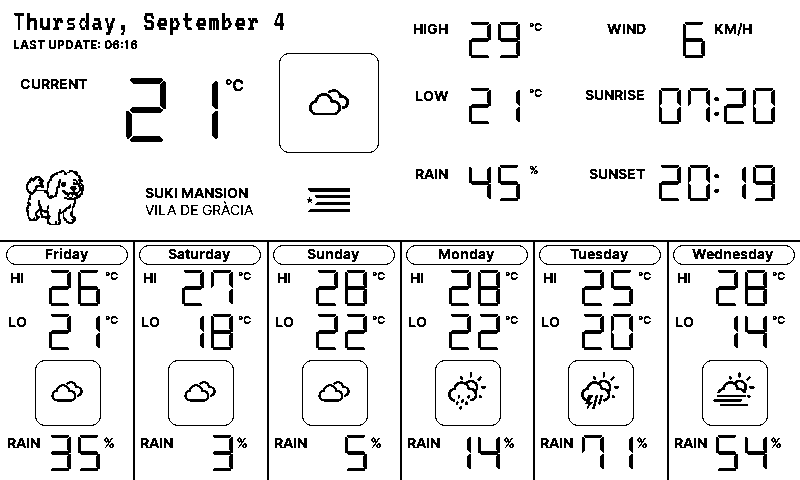 Thursday, September 4
LAST UPDATE: 06:16
CURRENT 21 °C
HIGH 29 °C
LOW 21 °C
RAIN 45 %
WIND 6 KM/H
SUNRISE 07:20
SUNSET 20:19
SUKI MANSION
VILA DE GRÀCIA
Friday
HI 26 °C
LO 21 °C
RAIN 35 %
Saturday
HI 27 °C
LO 18 °C
RAIN 3 %
Sunday
HI 28 °C
LO 22 °C
RAIN 5 %
Monday
HI 28 °C
LO 22 °C
RAIN 14 %
Tuesday
HI 25 °C
LO 20 °C
RAIN 71 %
Wednesday
HI 28 °C
LO 14 °C
RAIN 54 %